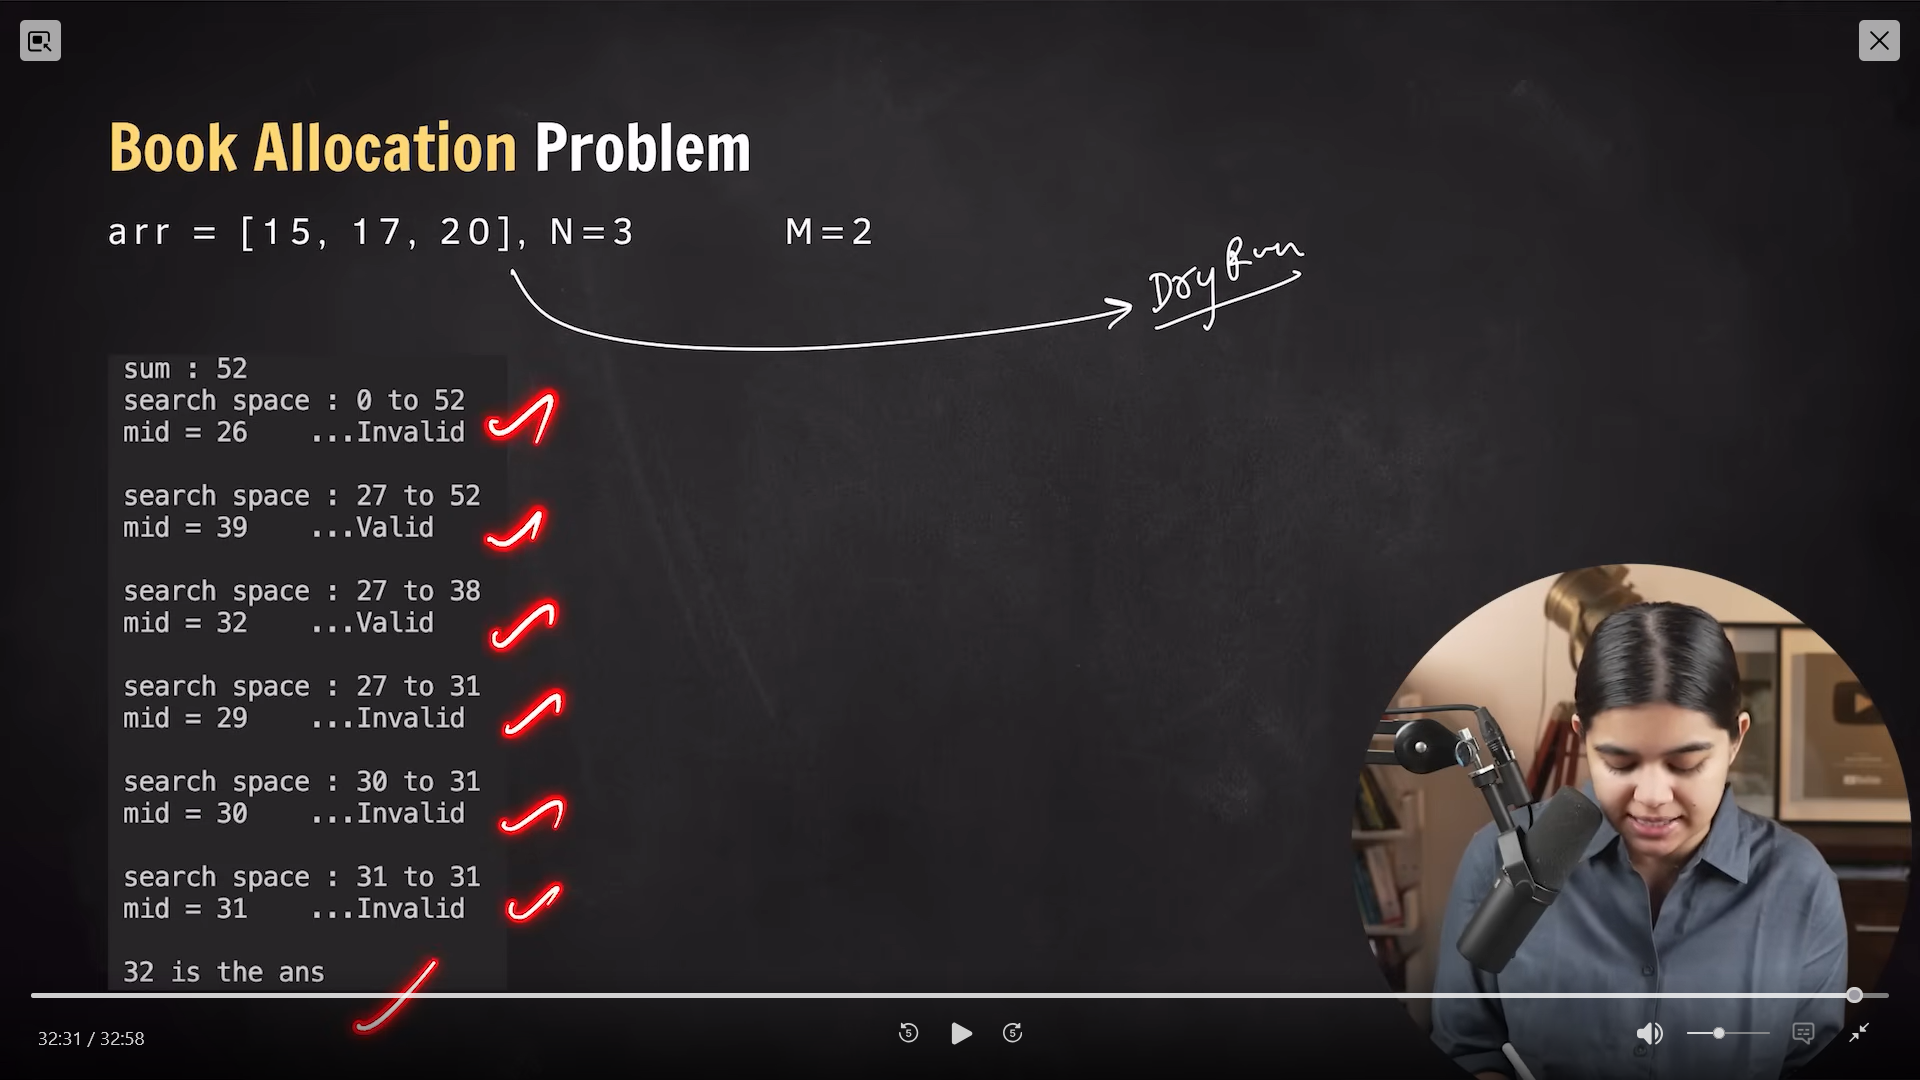 Book Allocation Problem
arr = [15, 17, 20], N=3 M=2
Dry Run
sum : 52
search space : 0 to 52
mid = 26 ...Invalid
search space : 27 to 52
mid = 39 ...Valid
search space : 27 to 38
mid = 32 ...Valid
search space : 27 to 31
mid = 29 ...Invalid
search space : 30 to 31
mid = 30 ...Invalid
search space : 31 to 31
mid = 31 ...Invalid
32 is the ans
32:31 / 32:58
5
5